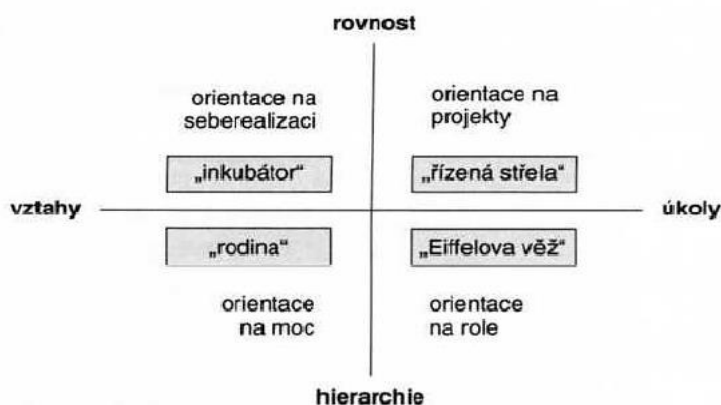 rovnost
orientace na
seberealizaci
orientace na
projekty
„inkubátor“
„řízená střela“
vztahy
úkoly
„rodina“
„Eiffelova věž“
orientace
na moc
orientace
na role
hierarchie